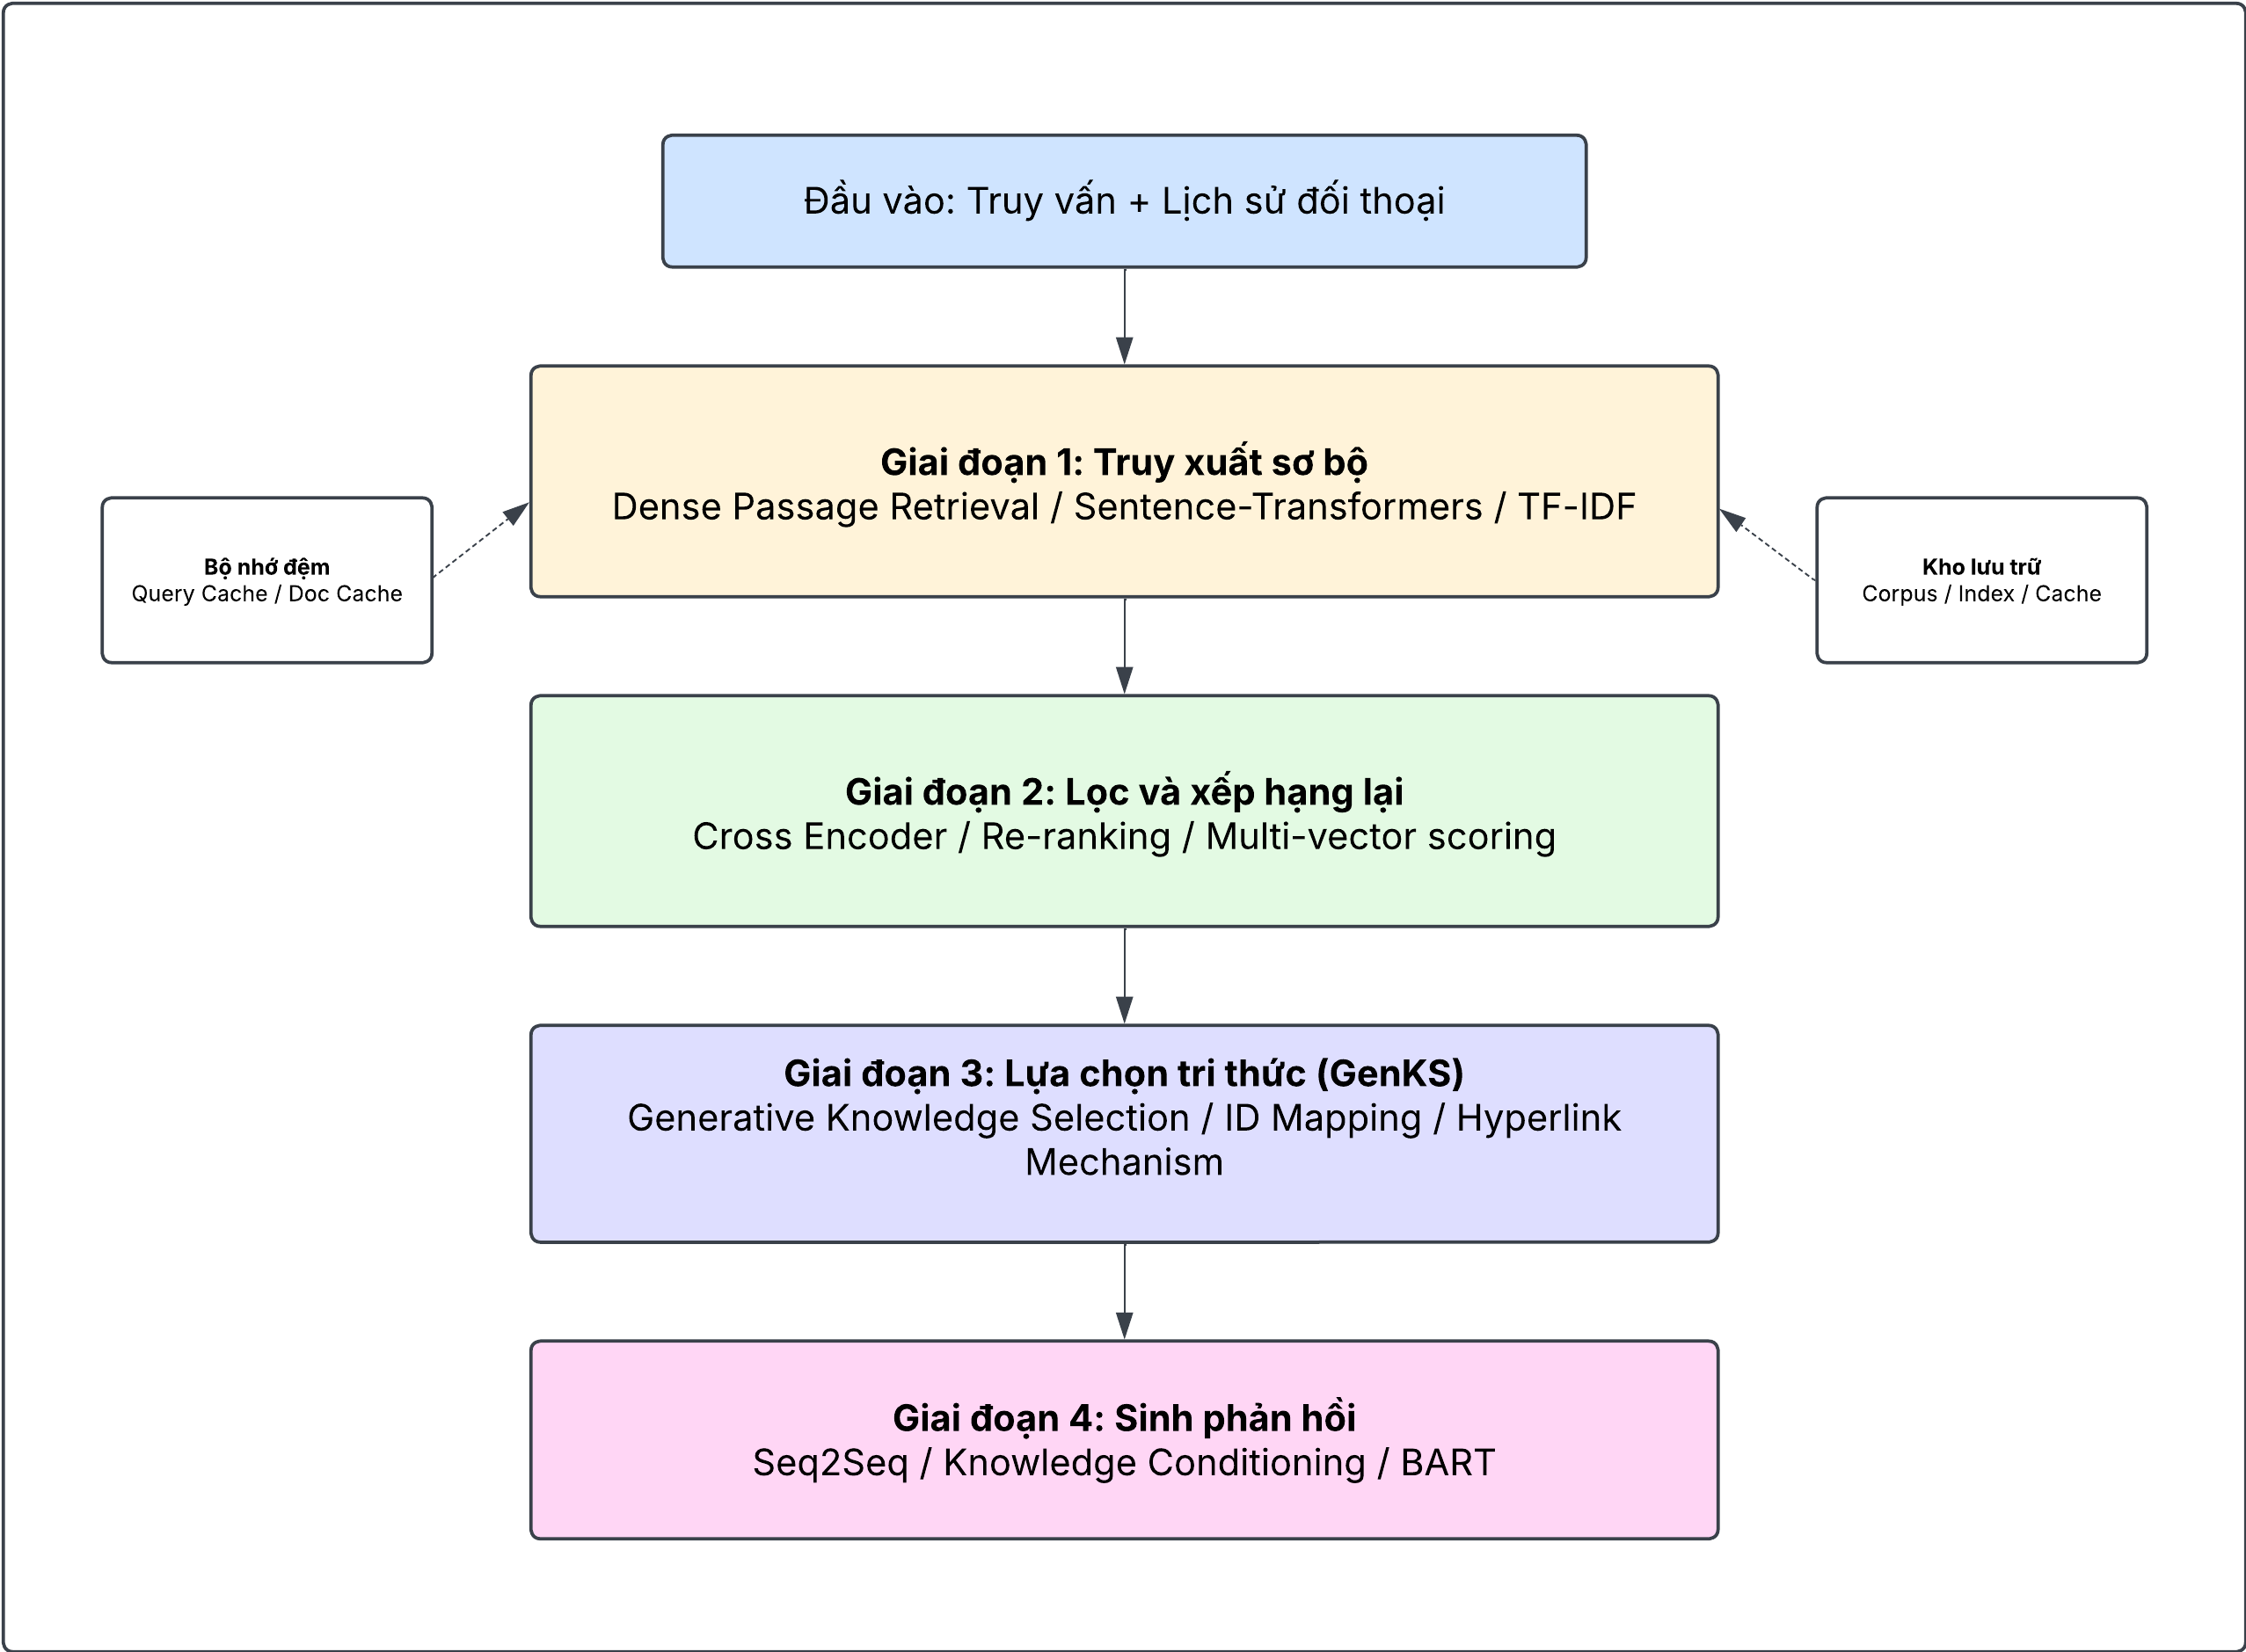 Đầu vào: Truy vấn + Lịch sử đối thoại
Giai đoạn 1: Truy xuất sơ bộ
Dense Passage Retrieval / Sentence-Transformers / TF-IDF
Bộ nhớ đệm
Query Cache / Doc Cache
Kho lưu trữ
Corpus / Index / Cache
Giai đoạn 2: Lọc và xếp hạng lại
Cross Encoder / Re-ranking / Multi-vector scoring
Giai đoạn 3: Lựa chọn tri thức (GenKS)
Generative Knowledge Selection / ID Mapping / Hyperlink
Mechanism
Giai đoạn 4: Sinh phản hồi
Seq2Seq / Knowledge Conditioning / BART